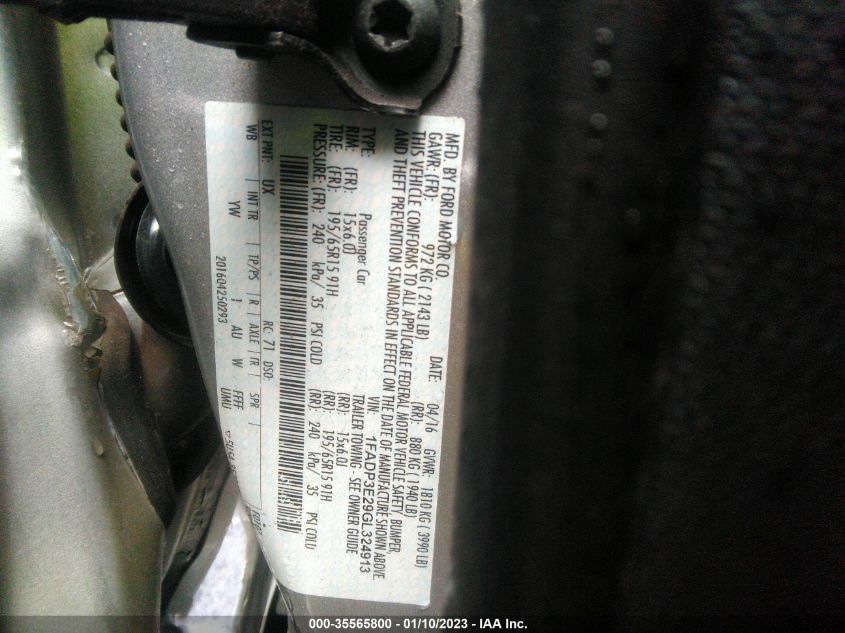 MFD. BY FORD MOTOR CO.
DATE: 04/16 GVWR: 1810 KG ( 3990 LB)
GAWR: (FR): 972 KG ( 2143 LB) (RR): 880 KG ( 1940 LB)
THIS VEHICLE CONFORMS TO ALL APPLICABLE FEDERAL MOTOR VEHICLE SAFETY, BUMPER,
AND THEFT PREVENTION STANDARDS IN EFFECT ON THE DATE OF MANUFACTURE SHOWN ABOVE.
VIN: 1FADP3E29GL324913
TYPE: Passenger Car TRAILER TOWING - SEE OWNER GUIDE
RIM: (FR): 15x6.0J (RR): 15x6.0J
TIRE: (FR): 195/65R15 91H (RR): 195/65R15 91H
PRESSURE: (FR): 240 kPa/ 35 PSI COLD (RR): 240 kPa/ 35 PSI COLD
EXT PNT: UX RC: 71 DSO:
WB INT TR TP/PS R AXLE TR SPR
YW 1 AU W FFFF
201604250293 UMU
000-35565800 - 01/10/2023 - IAA Inc.